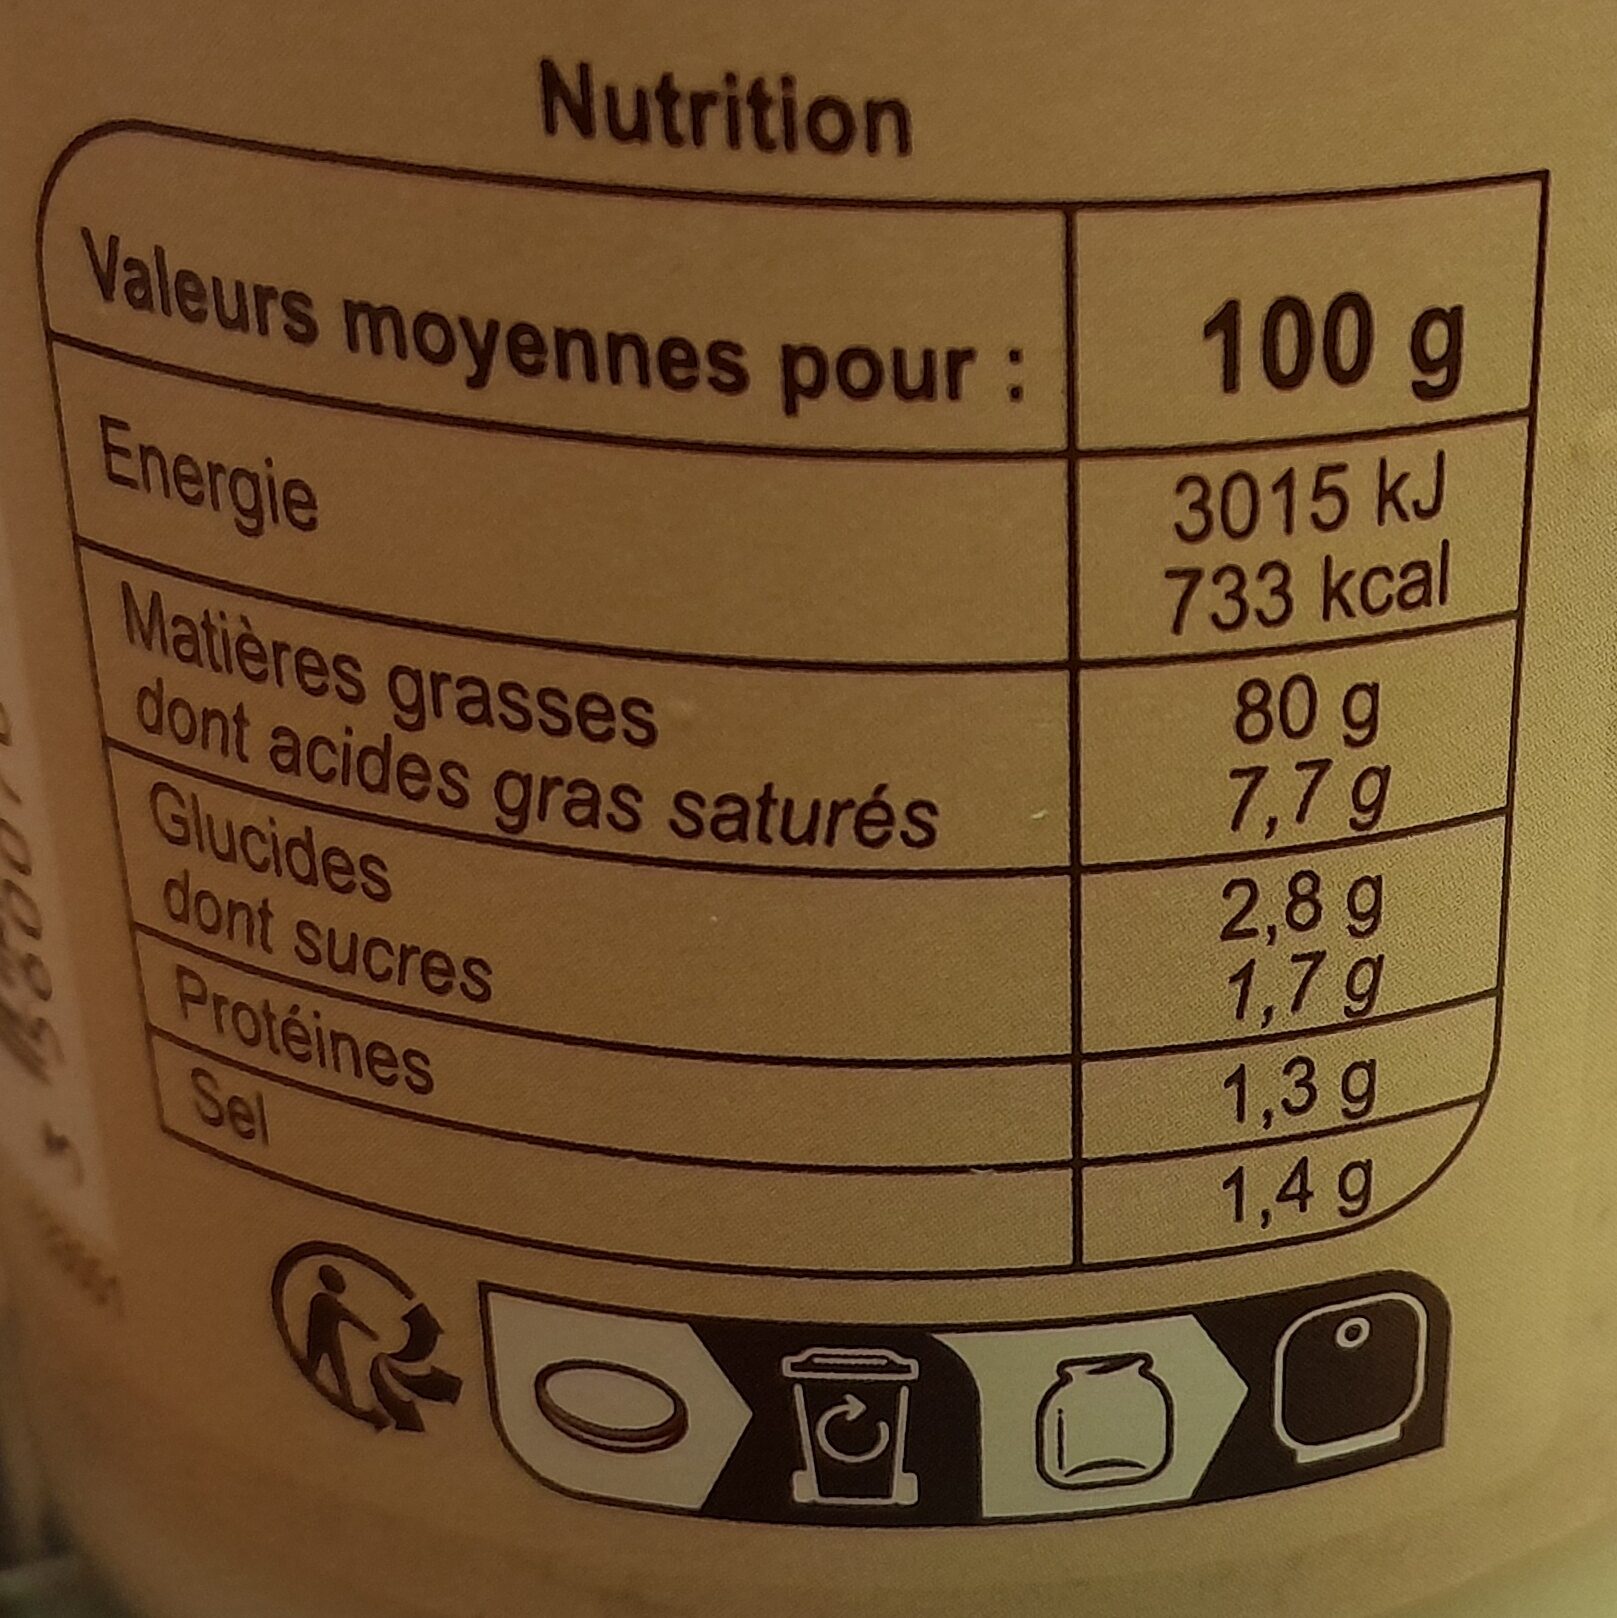 Nutrition
Valeurs moyennes pour : 100 g
Energie 3015 kJ
733 kcal
Matières grasses 80 g
dont acides gras saturés 7,7 g
Glucides 2,8 g
dont sucres 1,7 g
Protéines 1,3 g
Sel 1,4 g